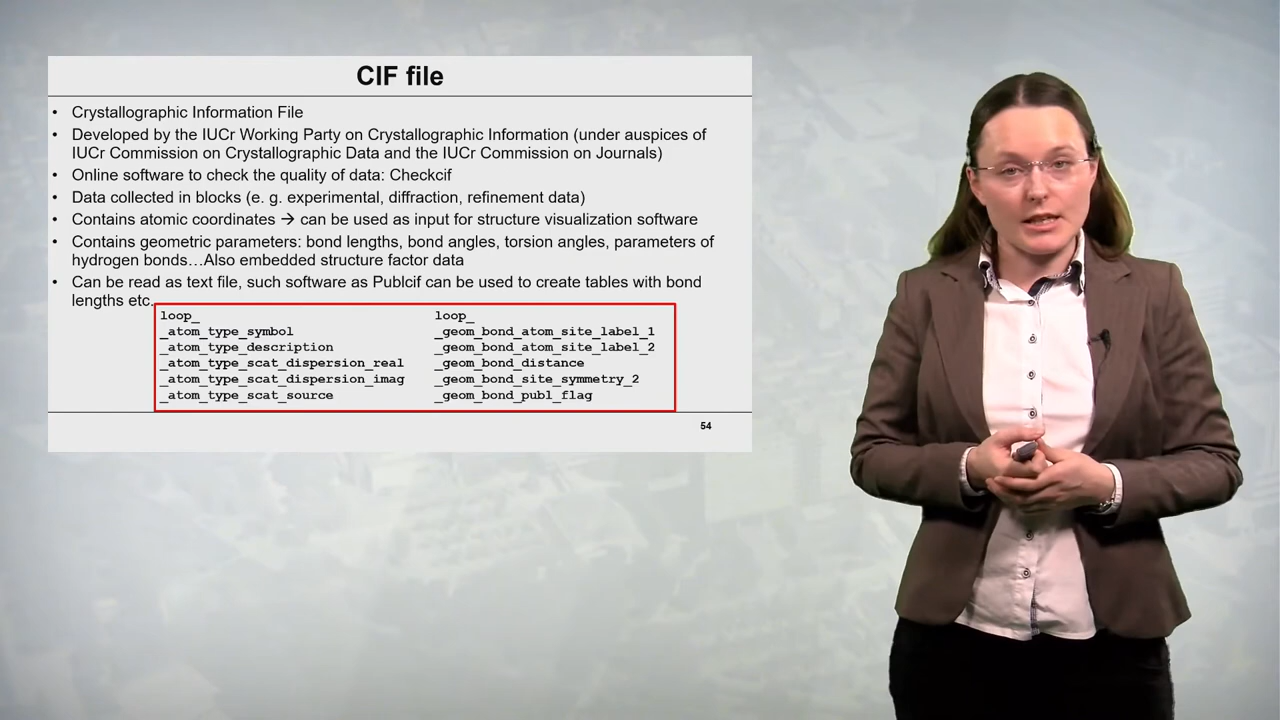 CIF file
• Crystallographic Information File
• Developed by the IUCr Working Party on Crystallographic Information (under auspices of
IUCr Commission on Crystallographic Data and the IUCr Commission on Journals)
• Online software to check the quality of data: Checkcif
• Data collected in blocks (e. g. experimental, diffraction, refinement data)
• Contains atomic coordinates → can be used as input for structure visualization software
• Contains geometric parameters: bond lengths, bond angles, torsion angles, parameters of
hydrogen bonds…Also embedded structure factor data
• Can be read as text file, such software as Publcif can be used to create tables with bond
lengths etc.
loop_
_atom_type_symbol
_atom_type_description
_atom_type_scat_dispersion_real
_atom_type_scat_dispersion_imag
_atom_type_scat_source
loop_
_geom_bond_atom_site_label_1
_geom_bond_atom_site_label_2
_geom_bond_distance
_geom_bond_site_symmetry_2
_geom_bond_publ_flag
54